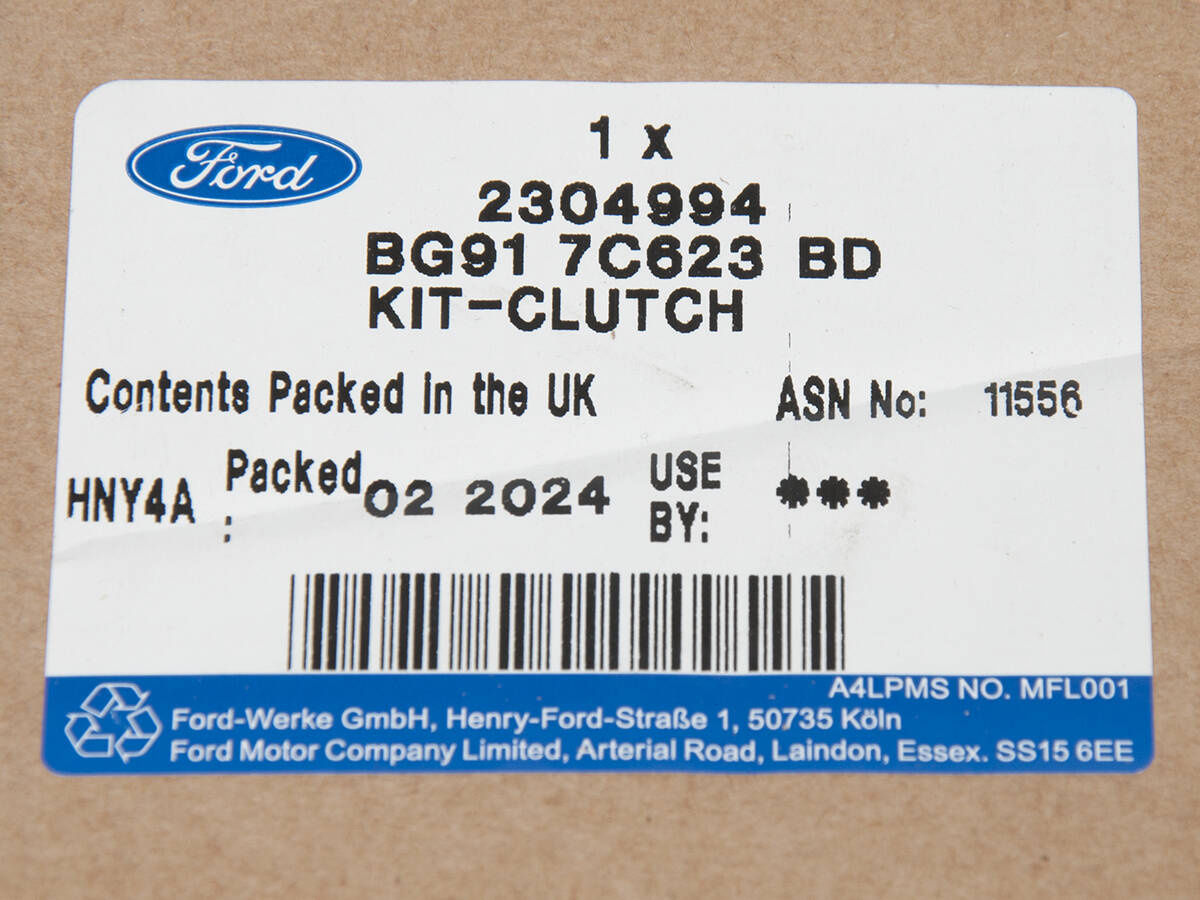 Ford
1 x
2304994
BG91 7C623 BD
KIT-CLUTCH
Contents Packed in the UK ASN No: 11556
HNY4A Packed : 02 2024 USE BY: ***
A4LPMS NO. MFL001
Ford-Werke GmbH, Henry-Ford-Straße 1, 50735 Köln
Ford Motor Company Limited, Arterial Road, Laindon, Essex. SS15 6EE